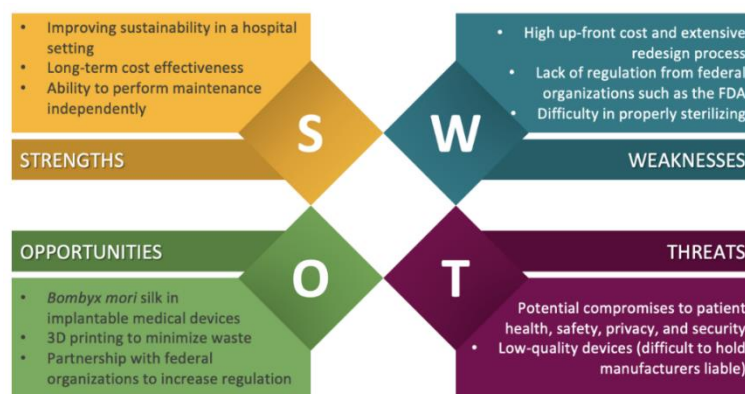 • Improving sustainability in a hospital
setting
• Long-term cost effectiveness
• Ability to perform maintenance
independently
S
STRENGTHS
• High up-front cost and extensive
redesign process
• Lack of regulation from federal
organizations such as the FDA
• Difficulty in properly sterilizing
W
WEAKNESSES
OPPORTUNITIES
O
• Bombyx mori silk in
implantable medical devices
• 3D printing to minimize waste
• Partnership with federal
organizations to increase regulation
THREATS
T
Potential compromises to patient
health, safety, privacy, and security
• Low-quality devices (difficult to hold
manufacturers liable)